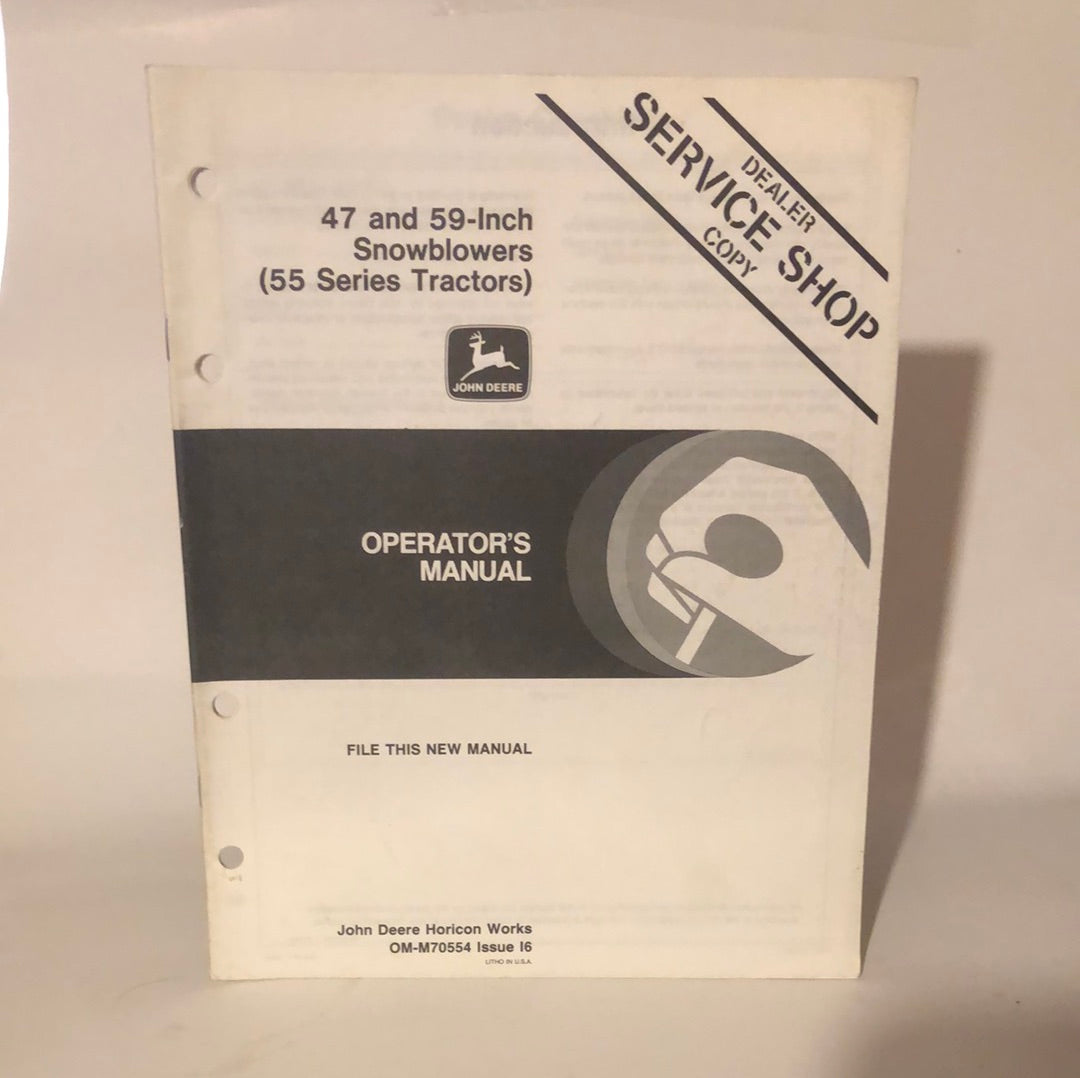 47 and 59-Inch
Snowblowers
(55 Series Tractors)
JOHN DEERE
DEALER
SERVICE SHOP
COPY
OPERATOR'S
MANUAL
FILE THIS NEW MANUAL
John Deere Horicon Works
OM-M70554 Issue I6
LITHO IN U.S.A.